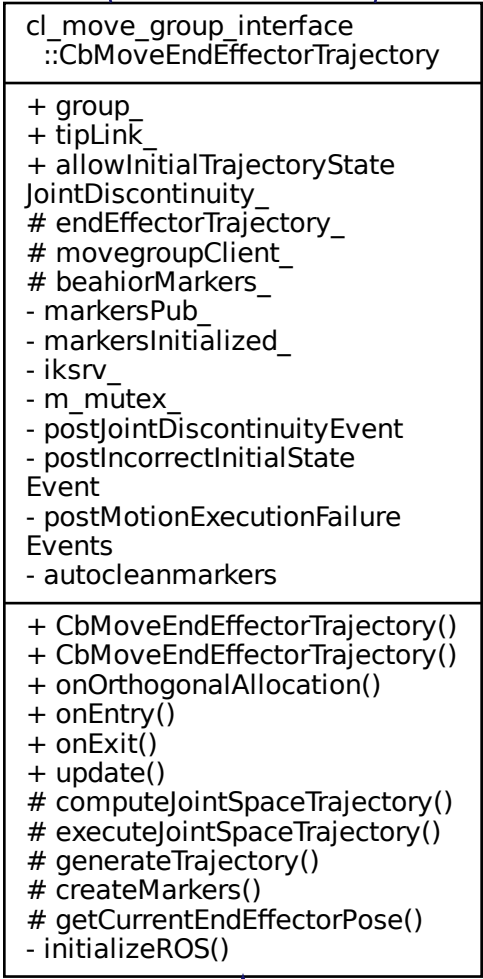 cl_move_group_interface
::CbMoveEndEffectorTrajectory
+ group_
+ tipLink_
+ allowInitialTrajectoryState
JointDiscontinuity_
# endEffectorTrajectory_
# movegroupClient_
# beahiorMarkers_
- markersPub_
- markersInitialized_
- iksrv_
- m_mutex_
- postJointDiscontinuityEvent
- postIncorrectInitialState
Event
- postMotionExecutionFailure
Events
- autocleanmarkers
+ CbMoveEndEffectorTrajectory()
+ CbMoveEndEffectorTrajectory()
+ onOrthogonalAllocation()
+ onEntry()
+ onExit()
+ update()
# computeJointSpaceTrajectory()
# executeJointSpaceTrajectory()
# generateTrajectory()
# createMarkers()
# getCurrentEndEffectorPose()
- initializeROS()